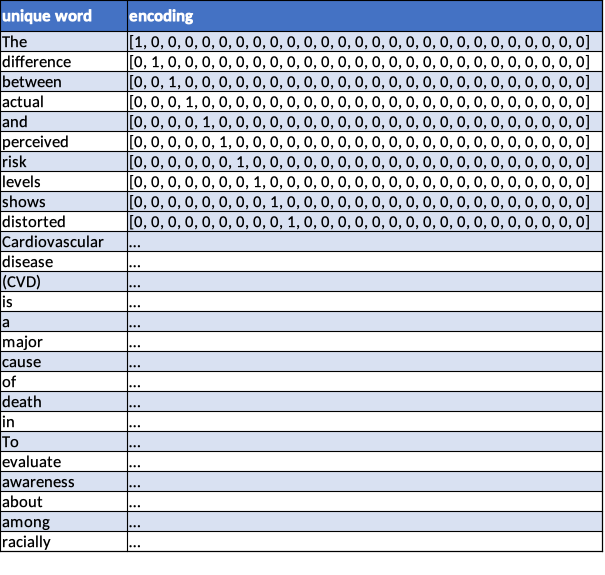 unique word encoding
The [1, 0, 0, 0, 0, 0, 0, 0, 0, 0, 0, 0, 0, 0, 0, 0, 0, 0, 0, 0, 0, 0, 0, 0, 0, 0, 0]
difference [0, 1, 0, 0, 0, 0, 0, 0, 0, 0, 0, 0, 0, 0, 0, 0, 0, 0, 0, 0, 0, 0, 0, 0, 0, 0, 0]
between [0, 0, 1, 0, 0, 0, 0, 0, 0, 0, 0, 0, 0, 0, 0, 0, 0, 0, 0, 0, 0, 0, 0, 0, 0, 0, 0]
actual [0, 0, 0, 1, 0, 0, 0, 0, 0, 0, 0, 0, 0, 0, 0, 0, 0, 0, 0, 0, 0, 0, 0, 0, 0, 0, 0]
and [0, 0, 0, 0, 1, 0, 0, 0, 0, 0, 0, 0, 0, 0, 0, 0, 0, 0, 0, 0, 0, 0, 0, 0, 0, 0, 0]
perceived [0, 0, 0, 0, 0, 1, 0, 0, 0, 0, 0, 0, 0, 0, 0, 0, 0, 0, 0, 0, 0, 0, 0, 0, 0, 0, 0]
risk [0, 0, 0, 0, 0, 0, 1, 0, 0, 0, 0, 0, 0, 0, 0, 0, 0, 0, 0, 0, 0, 0, 0, 0, 0, 0, 0]
levels [0, 0, 0, 0, 0, 0, 0, 1, 0, 0, 0, 0, 0, 0, 0, 0, 0, 0, 0, 0, 0, 0, 0, 0, 0, 0, 0]
shows [0, 0, 0, 0, 0, 0, 0, 0, 1, 0, 0, 0, 0, 0, 0, 0, 0, 0, 0, 0, 0, 0, 0, 0, 0, 0, 0]
distorted [0, 0, 0, 0, 0, 0, 0, 0, 0, 1, 0, 0, 0, 0, 0, 0, 0, 0, 0, 0, 0, 0, 0, 0, 0, 0, 0]
Cardiovascular ...
disease ...
(CVD) ...
is ...
a ...
major ...
cause ...
of ...
death ...
in ...
To ...
evaluate ...
awareness ...
about ...
among ...
racially ...